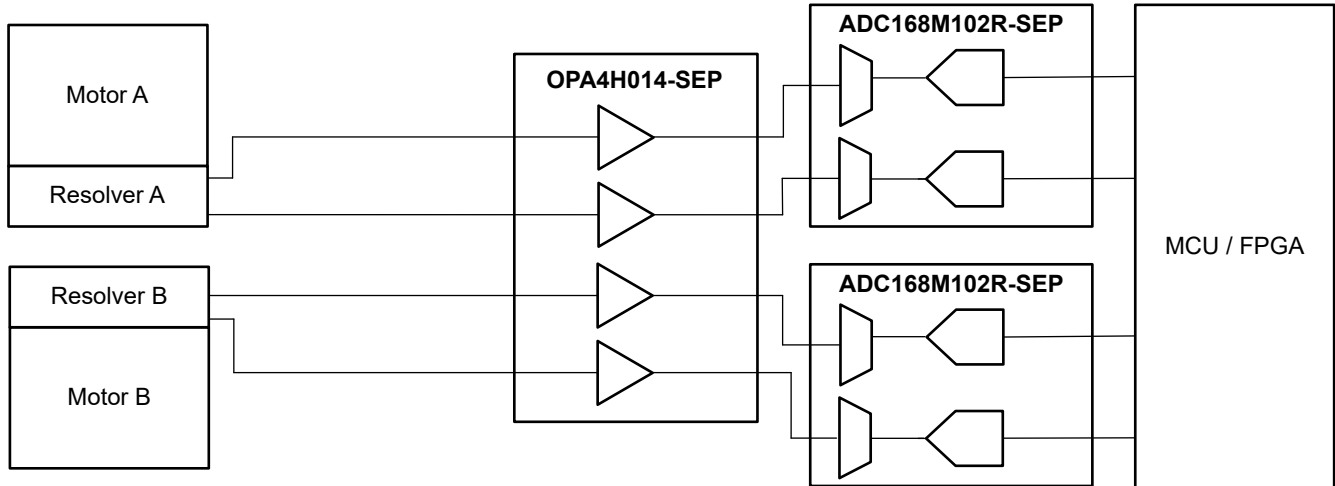 Motor A
Resolver A
Resolver B
Motor B
OPA4H014-SEP
ADC168M102R-SEP
ADC168M102R-SEP
MCU / FPGA